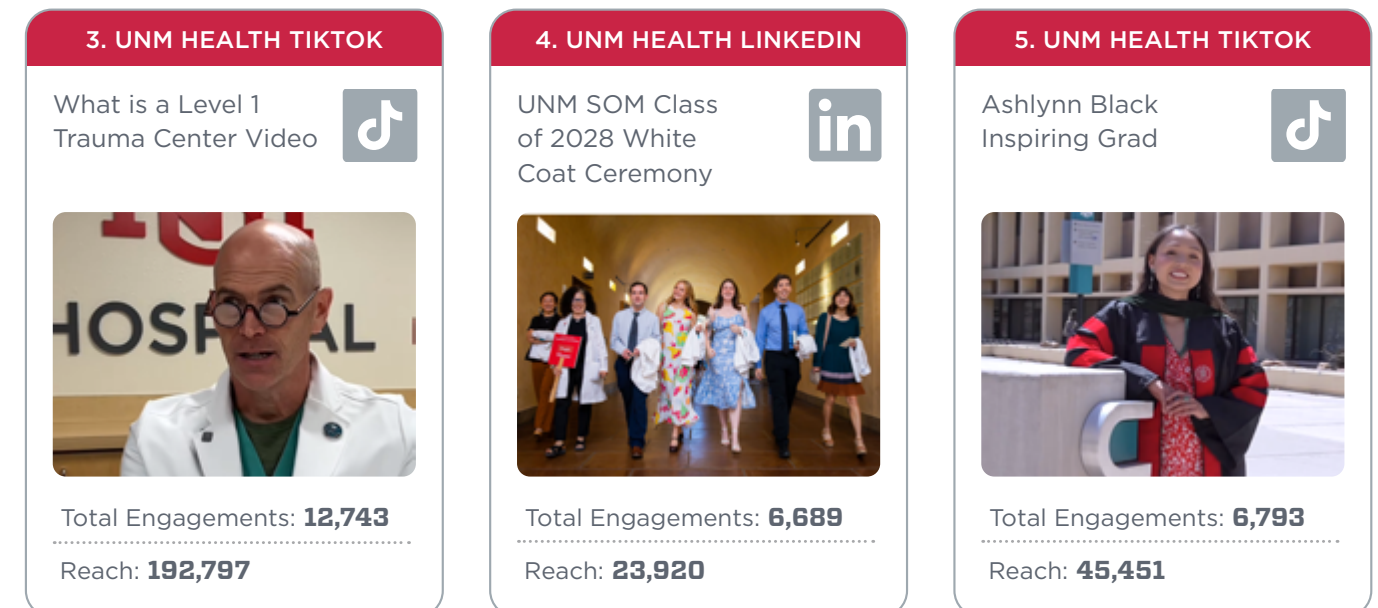 3. UNM HEALTH TIKTOK
What is a Level 1
Trauma Center Video
HOSPITAL
Total Engagements: 12,743
Reach: 192,797
4. UNM HEALTH LINKEDIN
UNM SOM Class
of 2028 White
Coat Ceremony
in
Total Engagements: 6,689
Reach: 23,920
5. UNM HEALTH TIKTOK
Ashlynn Black
Inspiring Grad
Total Engagements: 6,793
Reach: 45,451